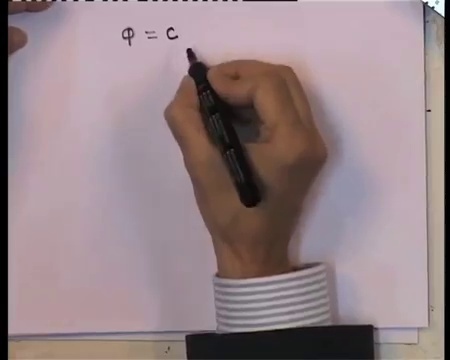 φ = c